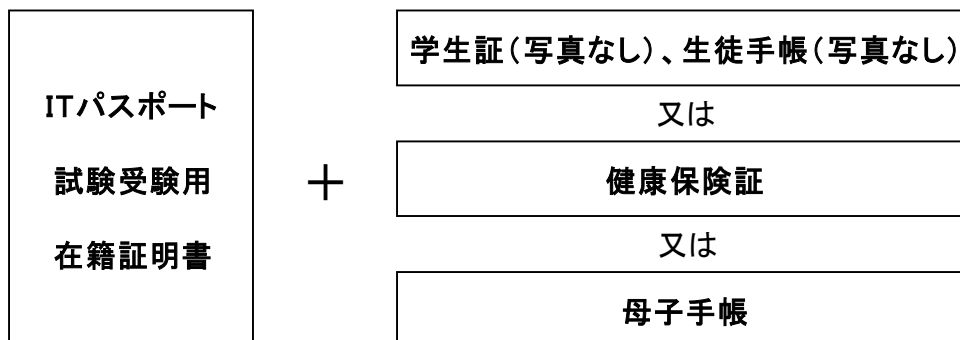 ITパスポート
試験受験用
在籍証明書
＋
学生証（写真なし）、生徒手帳（写真なし）
又は
健康保険証
又は
母子手帳